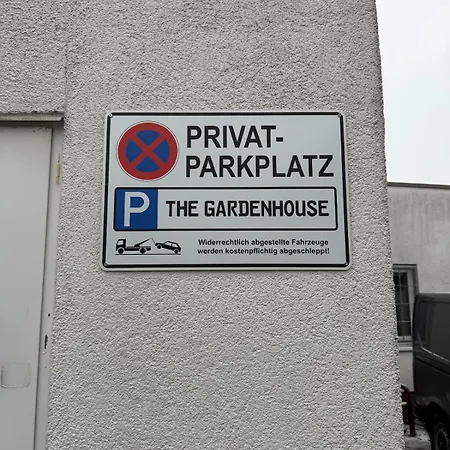 PRIVAT-
PARKPLATZ
P THE GARDENHOUSE
Widerrechtlich abgestellte Fahrzeuge
werden kostenpflichtig abgeschleppt!